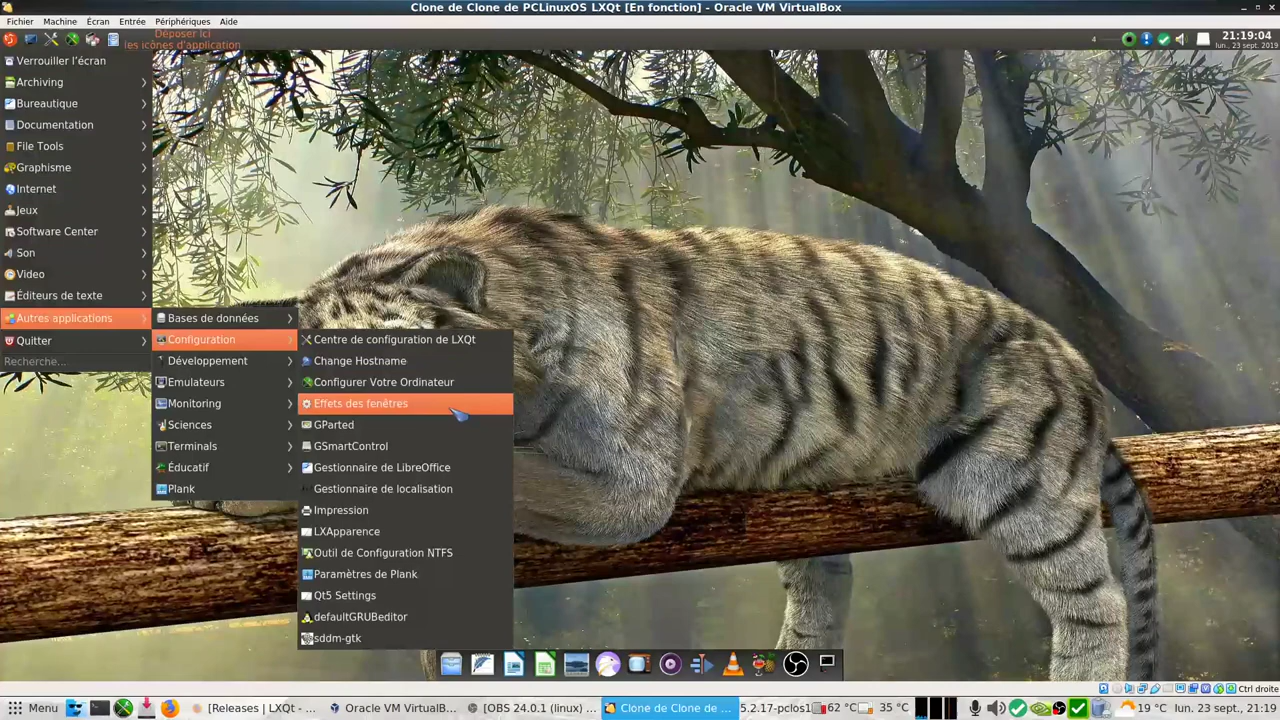 Clone de Clone de PCLinuxOS LXQt [En fonction] - Oracle VM VirtualBox
Fichier Machine Écran Entrée Périphériques Aide
Déposer ici
les icônes d'application
4
21:19:04
lun., 23 sept. 2019
Verrouiller l'écran
Archiving
Bureautique
Documentation
File Tools
Graphisme
Internet
Jeux
Software Center
Son
Video
Éditeurs de texte
Autres applications
Quitter
Recherche...
Bases de données
Configuration
Développement
Emulateurs
Monitoring
Sciences
Terminals
Éducatif
Plank
Centre de configuration de LXQt
Change Hostname
Configurer Votre Ordinateur
Effets des fenêtres
GParted
GSmartControl
Gestionnaire de LibreOffice
Gestionnaire de localisation
Impression
LXApparence
Outil de Configuration NTFS
Paramètres de Plank
Qt5 Settings
defaultGRUBeditor
sddm-gtk
Ctrl droite
Menu
[Releases | LXQt - ...
Oracle VM VirtualB...
[OBS 24.0.1 (linux) ...
Clone de Clone de ...
5.2.17-pclos1
62 °C
35 °C
19 °C
lun. 23 sept., 21:19